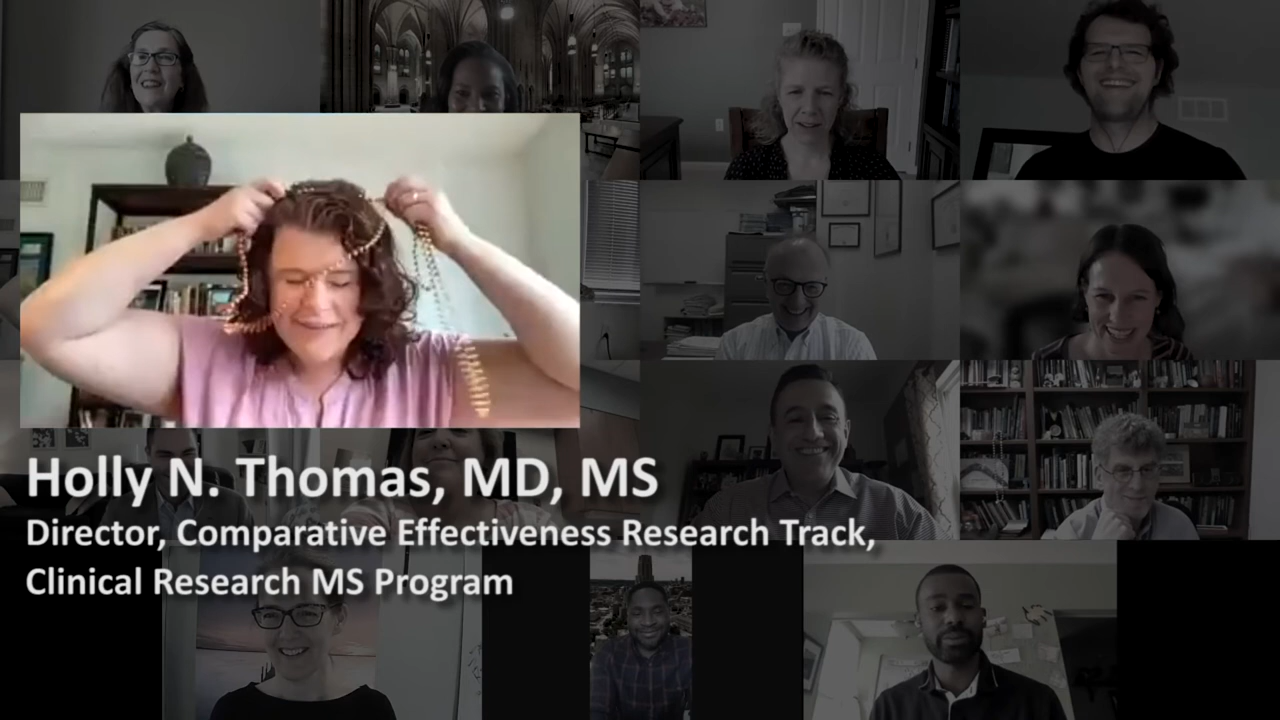 Holly N. Thomas, MD, MS
Director, Comparative Effectiveness Research Track,
Clinical Research MS Program